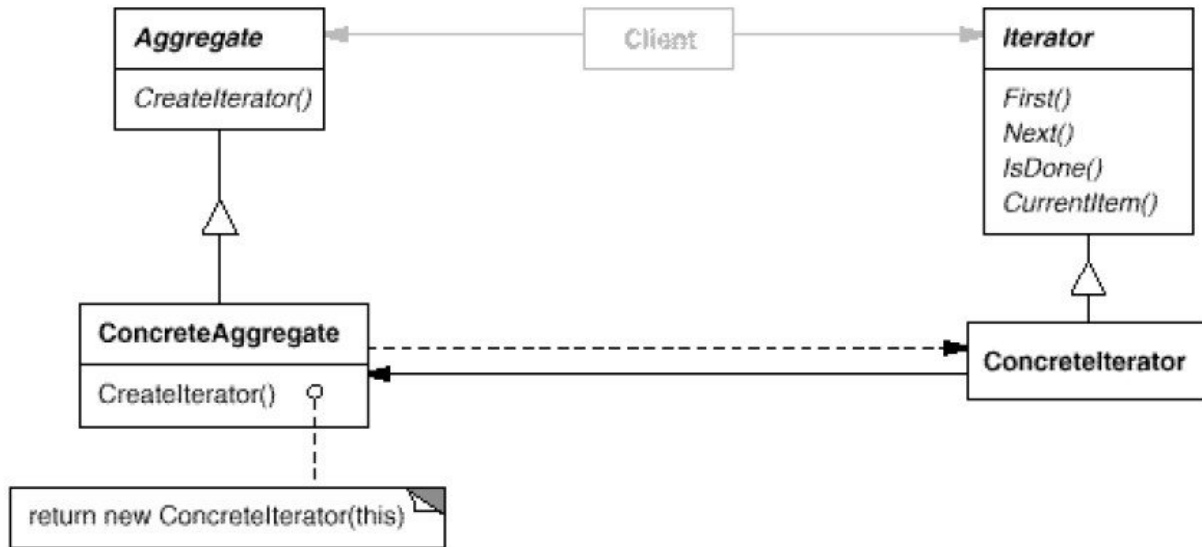 Aggregate
CreateIterator()
Client
Iterator
First()
Next()
IsDone()
CurrentItem()
ConcreteAggregate
CreateIterator()
ConcreteIterator
return new ConcreteIterator(this)